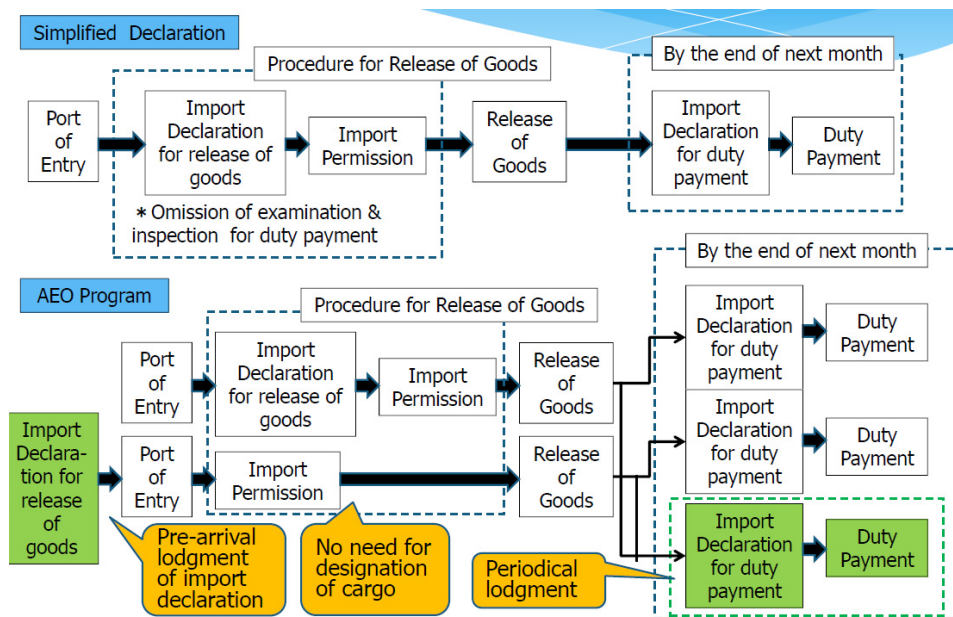 Simplified Declaration
Procedure for Release of Goods
By the end of next month
Port
of
Entry
Import
Declaration
for release of
goods
Import
Permission
Release
of
Goods
Import
Declaration
for duty
payment
Duty
Payment
* Omission of examination &
inspection for duty payment
AEO Program
Procedure for Release of Goods
By the end of next month
Port
of
Entry
Import
Declaration
for release of
goods
Import
Permission
Release
of
Goods
Import
Declaration
for duty
payment
Duty
Payment
Import
Declara-
tion for
release
of
goods
Port
of
Entry
Import
Permission
Release
of
Goods
Import
Declaration
for duty
payment
Duty
Payment
Pre-arrival
lodgment
of import
declaration
No need for
designation
of cargo
Periodical
lodgment
Import
Declaration
for duty
payment
Duty
Payment